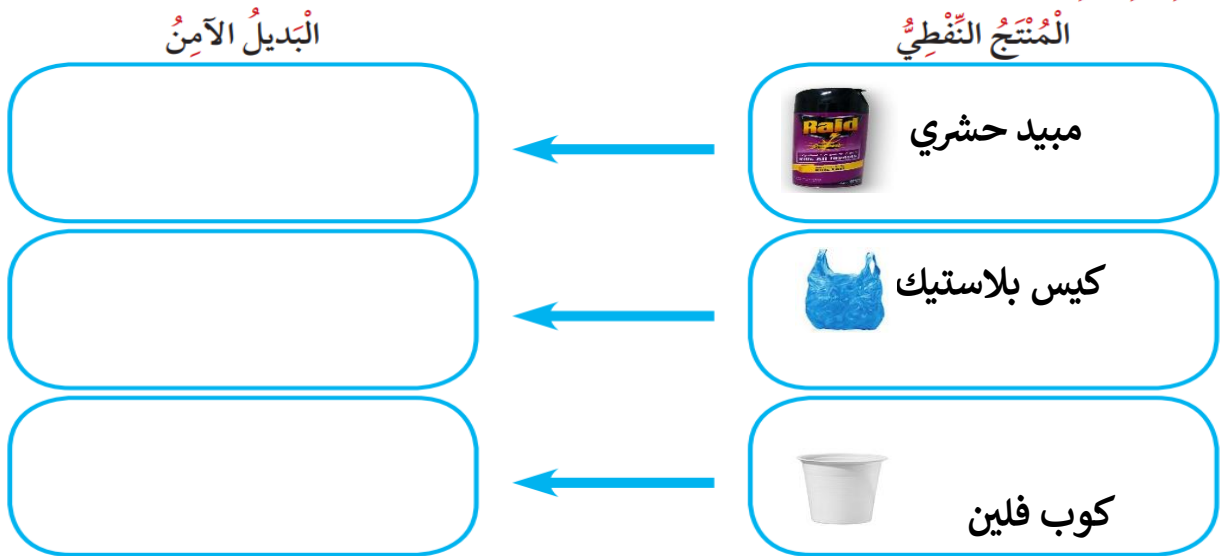 الْمُنْتَجُ النِّفْطِيُّ
الْبَديلُ الآمِنُ
مبيد حشري
Raid
كيس بلاستيك
كوب فلين